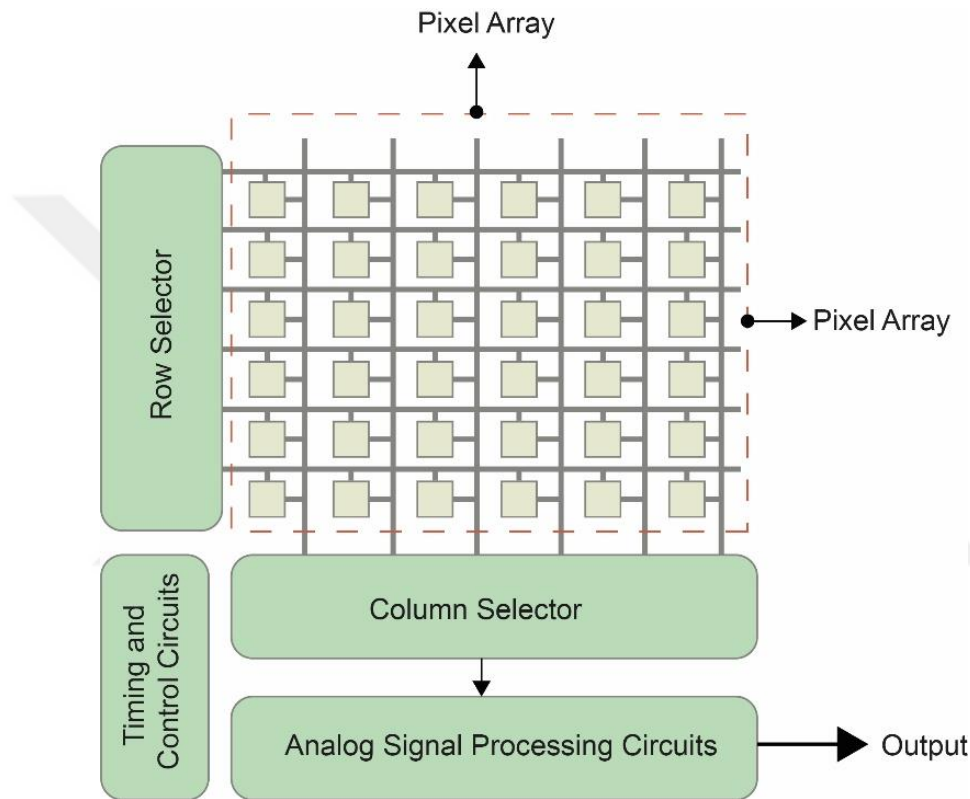 Pixel Array
Row Selector
Pixel Array
Timing and
Control Circuits
Column Selector
Analog Signal Processing Circuits
Output